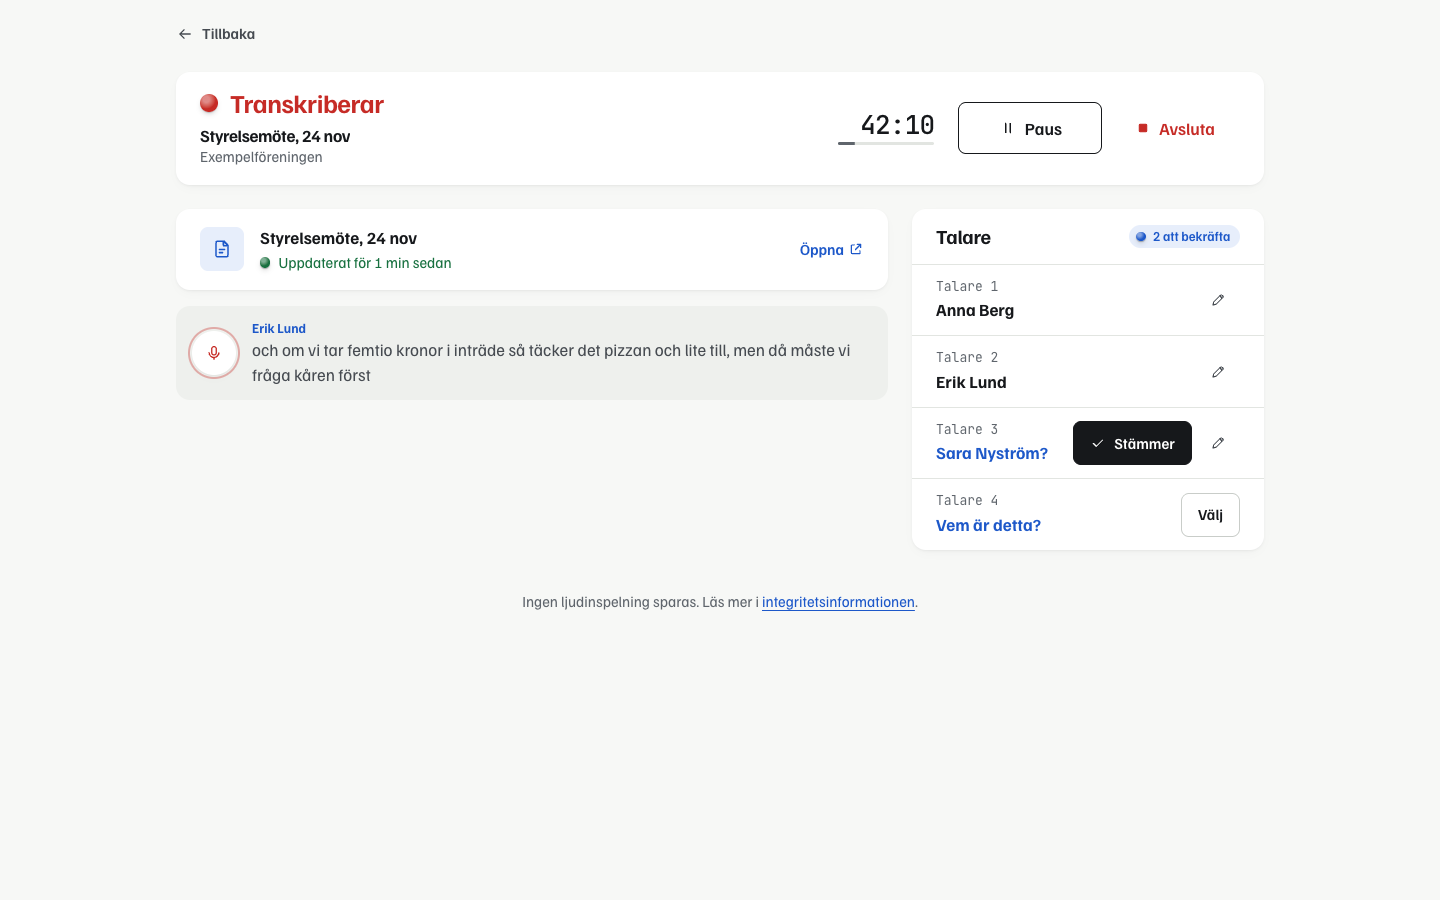 Tillbaka
Transkriberar
Styrelsemöte, 24 nov
Exempelföreningen
42:10
Paus
Avsluta
Styrelsemöte, 24 nov
Uppdaterat för 1 min sedan
Öppna
Erik Lund
och om vi tar femtio kronor i inträde så täcker det pizzan och lite till, men då måste vi
fråga kåren först
Talare
2 att bekräfta
Talare 1
Anna Berg
Talare 2
Erik Lund
Talare 3
Sara Nyström?
Stämmer
Talare 4
Vem är detta?
Välj
Ingen ljudinspelning sparas. Läs mer i integritetsinformationen.